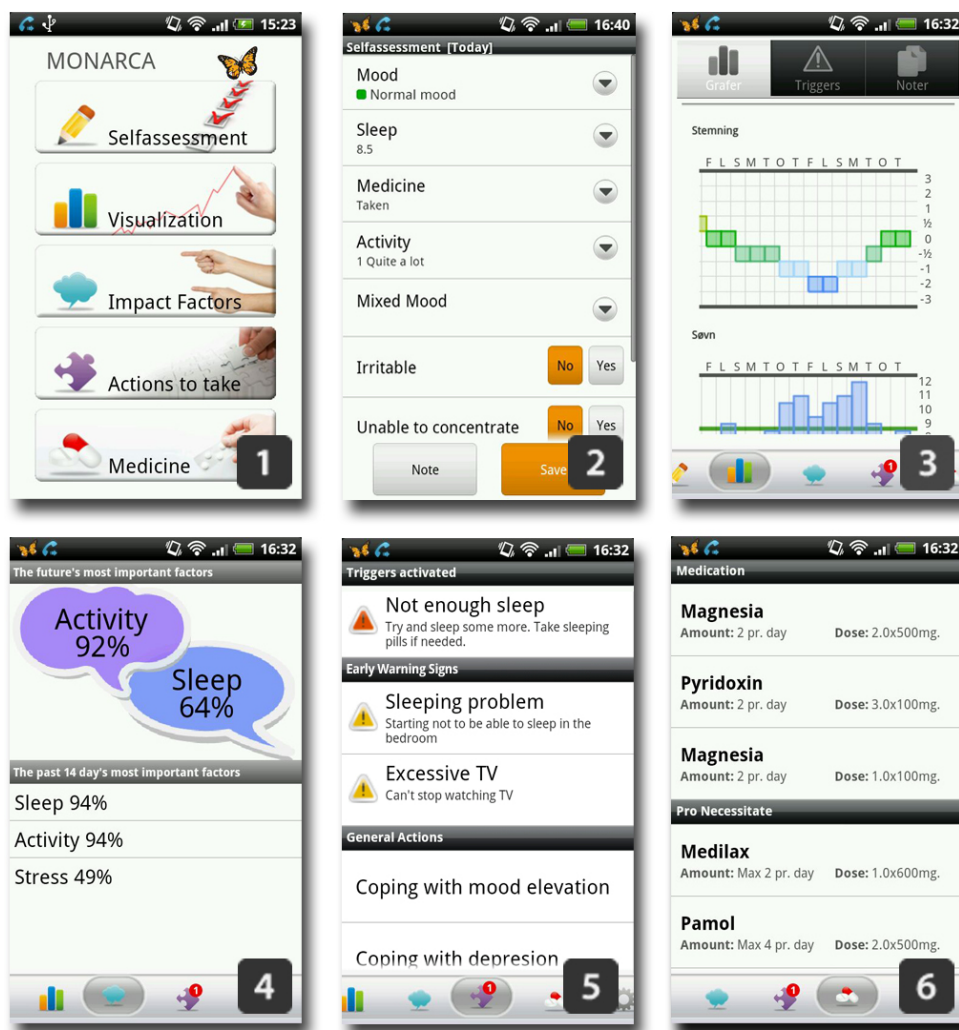 15:23
MONARCA
Selfassessment
Visualization
Impact Factors
Actions to take
Medicine
1
16:40
Selfassessment [Today]
Mood
Normal mood
Sleep
8.5
Medicine
Taken
Activity
1 Quite a lot
Mixed Mood
Irritable No Yes
Unable to concentrate No Yes
Note Save
2
16:32
Grafer Triggers Noter
Stemning
F L S M T O T F L S M T O T
3
2
1
½
0
-½
-1
-2
-3
Søvn
F L S M T O T F L S M T O T
12
11
10
9
1
3
16:32
The future's most important factors
Activity
92%
Sleep
64%
The past 14 day's most important factors
Sleep 94%
Activity 94%
Stress 49%
1
4
16:32
Triggers activated
Not enough sleep
Try and sleep some more. Take sleeping
pills if needed.
Early Warning Signs
Sleeping problem
Starting not to be able to sleep in the
bedroom
Excessive TV
Can't stop watching TV
General Actions
Coping with mood elevation
Coping with depresion
1
5
16:32
Medication
Magnesia
Amount: 2 pr. day Dose: 2.0x500mg.
Pyridoxin
Amount: 2 pr. day Dose: 3.0x100mg.
Magnesia
Amount: 2 pr. day Dose: 1.0x100mg.
Pro Necessitate
Medilax
Amount: Max 2 pr. day Dose: 1.0x600mg.
Pamol
Amount: Max 4 pr. day Dose: 2.0x500mg.
1
6